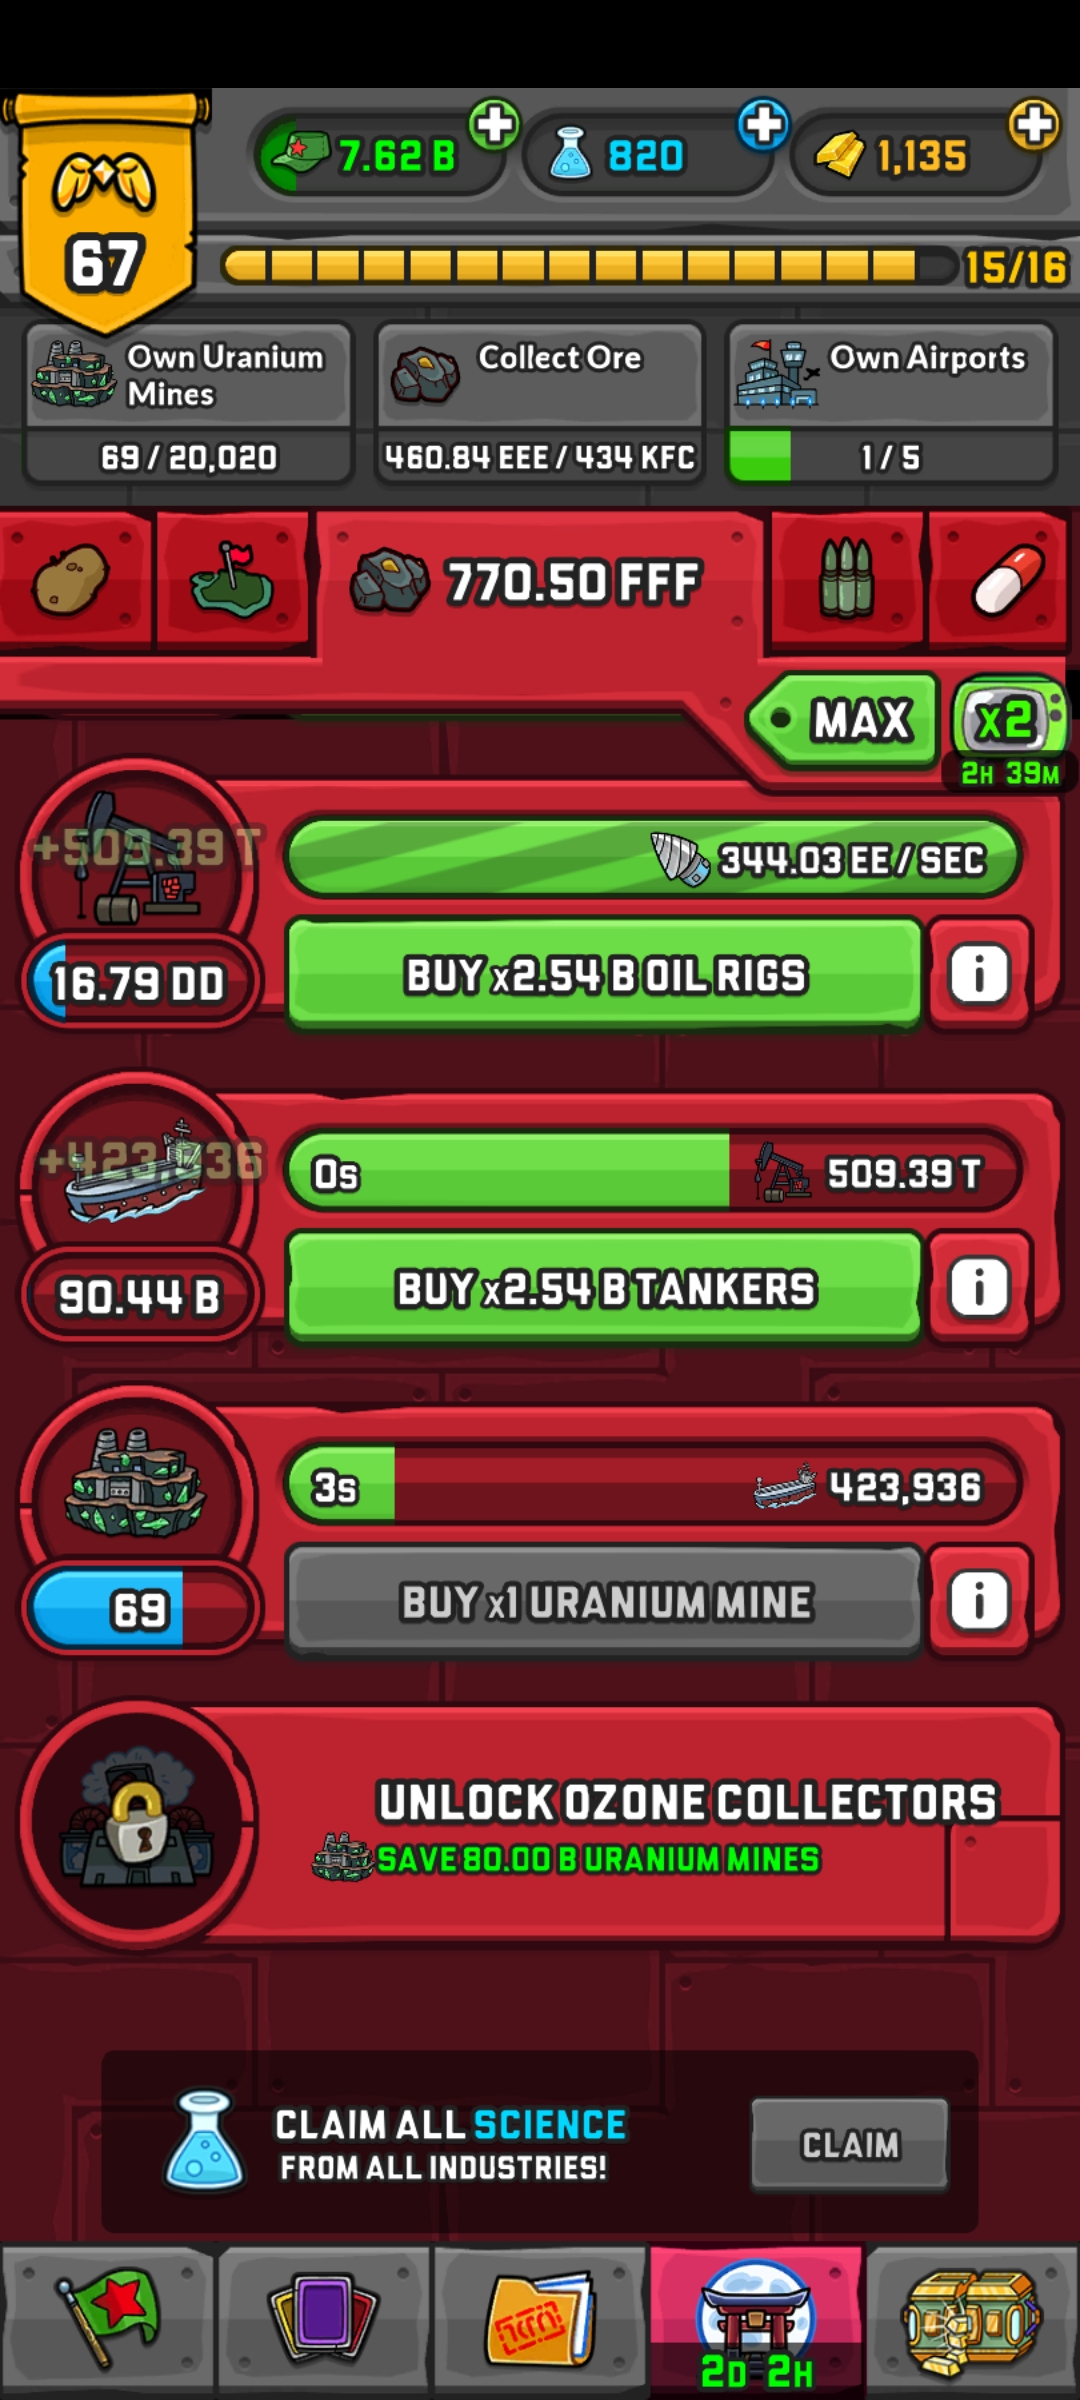 7.62 B
820
1,135
67
15/16
Own Uranium
Mines
69 / 20,020
Collect Ore
460.84 EEE / 434 KFC
Own Airports
1 / 5
770.50 FFF
MAX
x2
2H 39M
+509.39 T
344.03 EE / SEC
16.79 DD
BUY x2.54 B OIL RIGS
i
+423,936
0s
509.39 T
90.44 B
BUY x2.54 B TANKERS
i
3s
423,936
69
BUY x1 URANIUM MINE
i
UNLOCK OZONE COLLECTORS
SAVE 80.00 B URANIUM MINES
CLAIM ALL SCIENCE
FROM ALL INDUSTRIES!
CLAIM
2D 2H